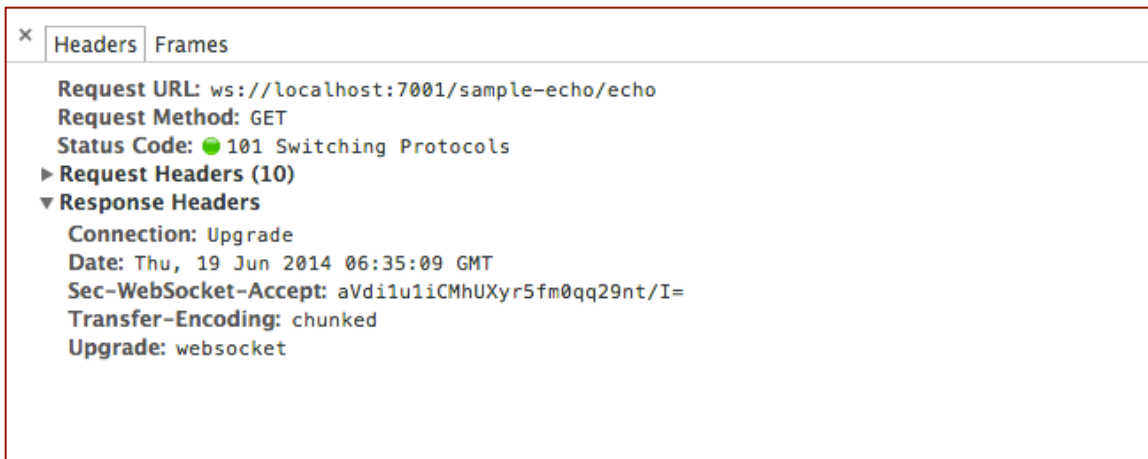 × Headers Frames
Request URL: ws://localhost:7001/sample-echo/echo
Request Method: GET
Status Code: 101 Switching Protocols
Request Headers (10)
Response Headers
Connection: Upgrade
Date: Thu, 19 Jun 2014 06:35:09 GMT
Sec-WebSocket-Accept: aVdi1u1iCMhUXyr5fm0qq29nt/I=
Transfer-Encoding: chunked
Upgrade: websocket